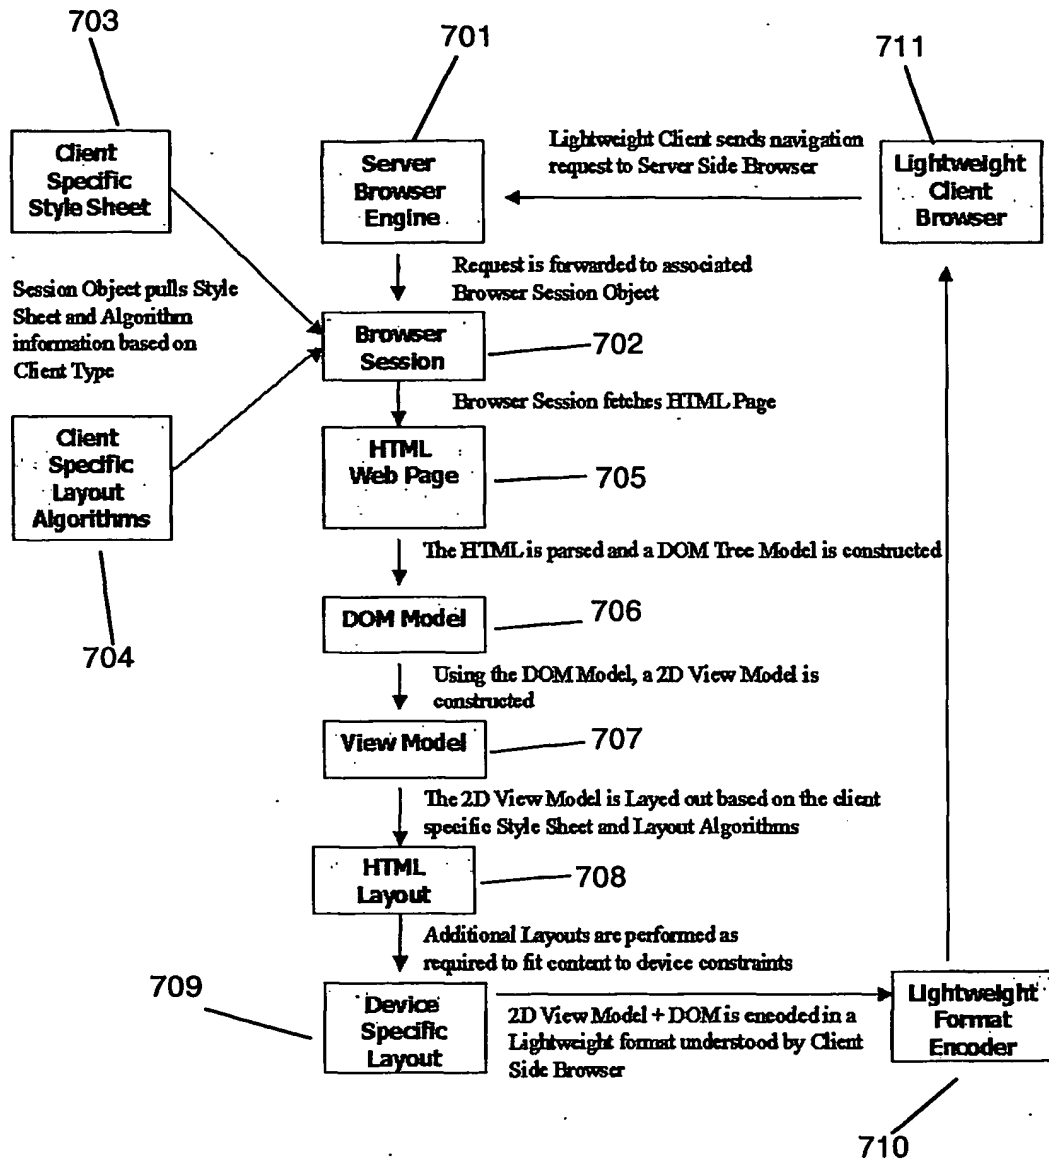 703
701
711
Client
Specific
Style Sheet
Server
Browser
Engine
Lightweight Client sends navigation
request to Server Side Browser
Lightweight
Client
Browser
Request is forwarded to associated
Browser Session Object
Session Object pulls Style
Sheet and Algorithm
information based on
Client Type
Browser
Session
702
Browser Session fetches HTML Page
Client
Specific
Layout
Algorithms
HTML
Web Page
705
The HTML is parsed and a DOM Tree Model is constructed
704
DOM Model
706
Using the DOM Model, a 2D View Model is
constructed
View Model
707
The 2D View Model is Layed out based on the client
specific Style Sheet and Layout Algorithms
HTML
Layout
708
Additional Layouts are performed as
required to fit content to device constraints
709
Device
Specific
Layout
2D View Model + DOM is encoded in a
Lightweight format understood by Client
Side Browser
Lightweight
Format
Encoder
710